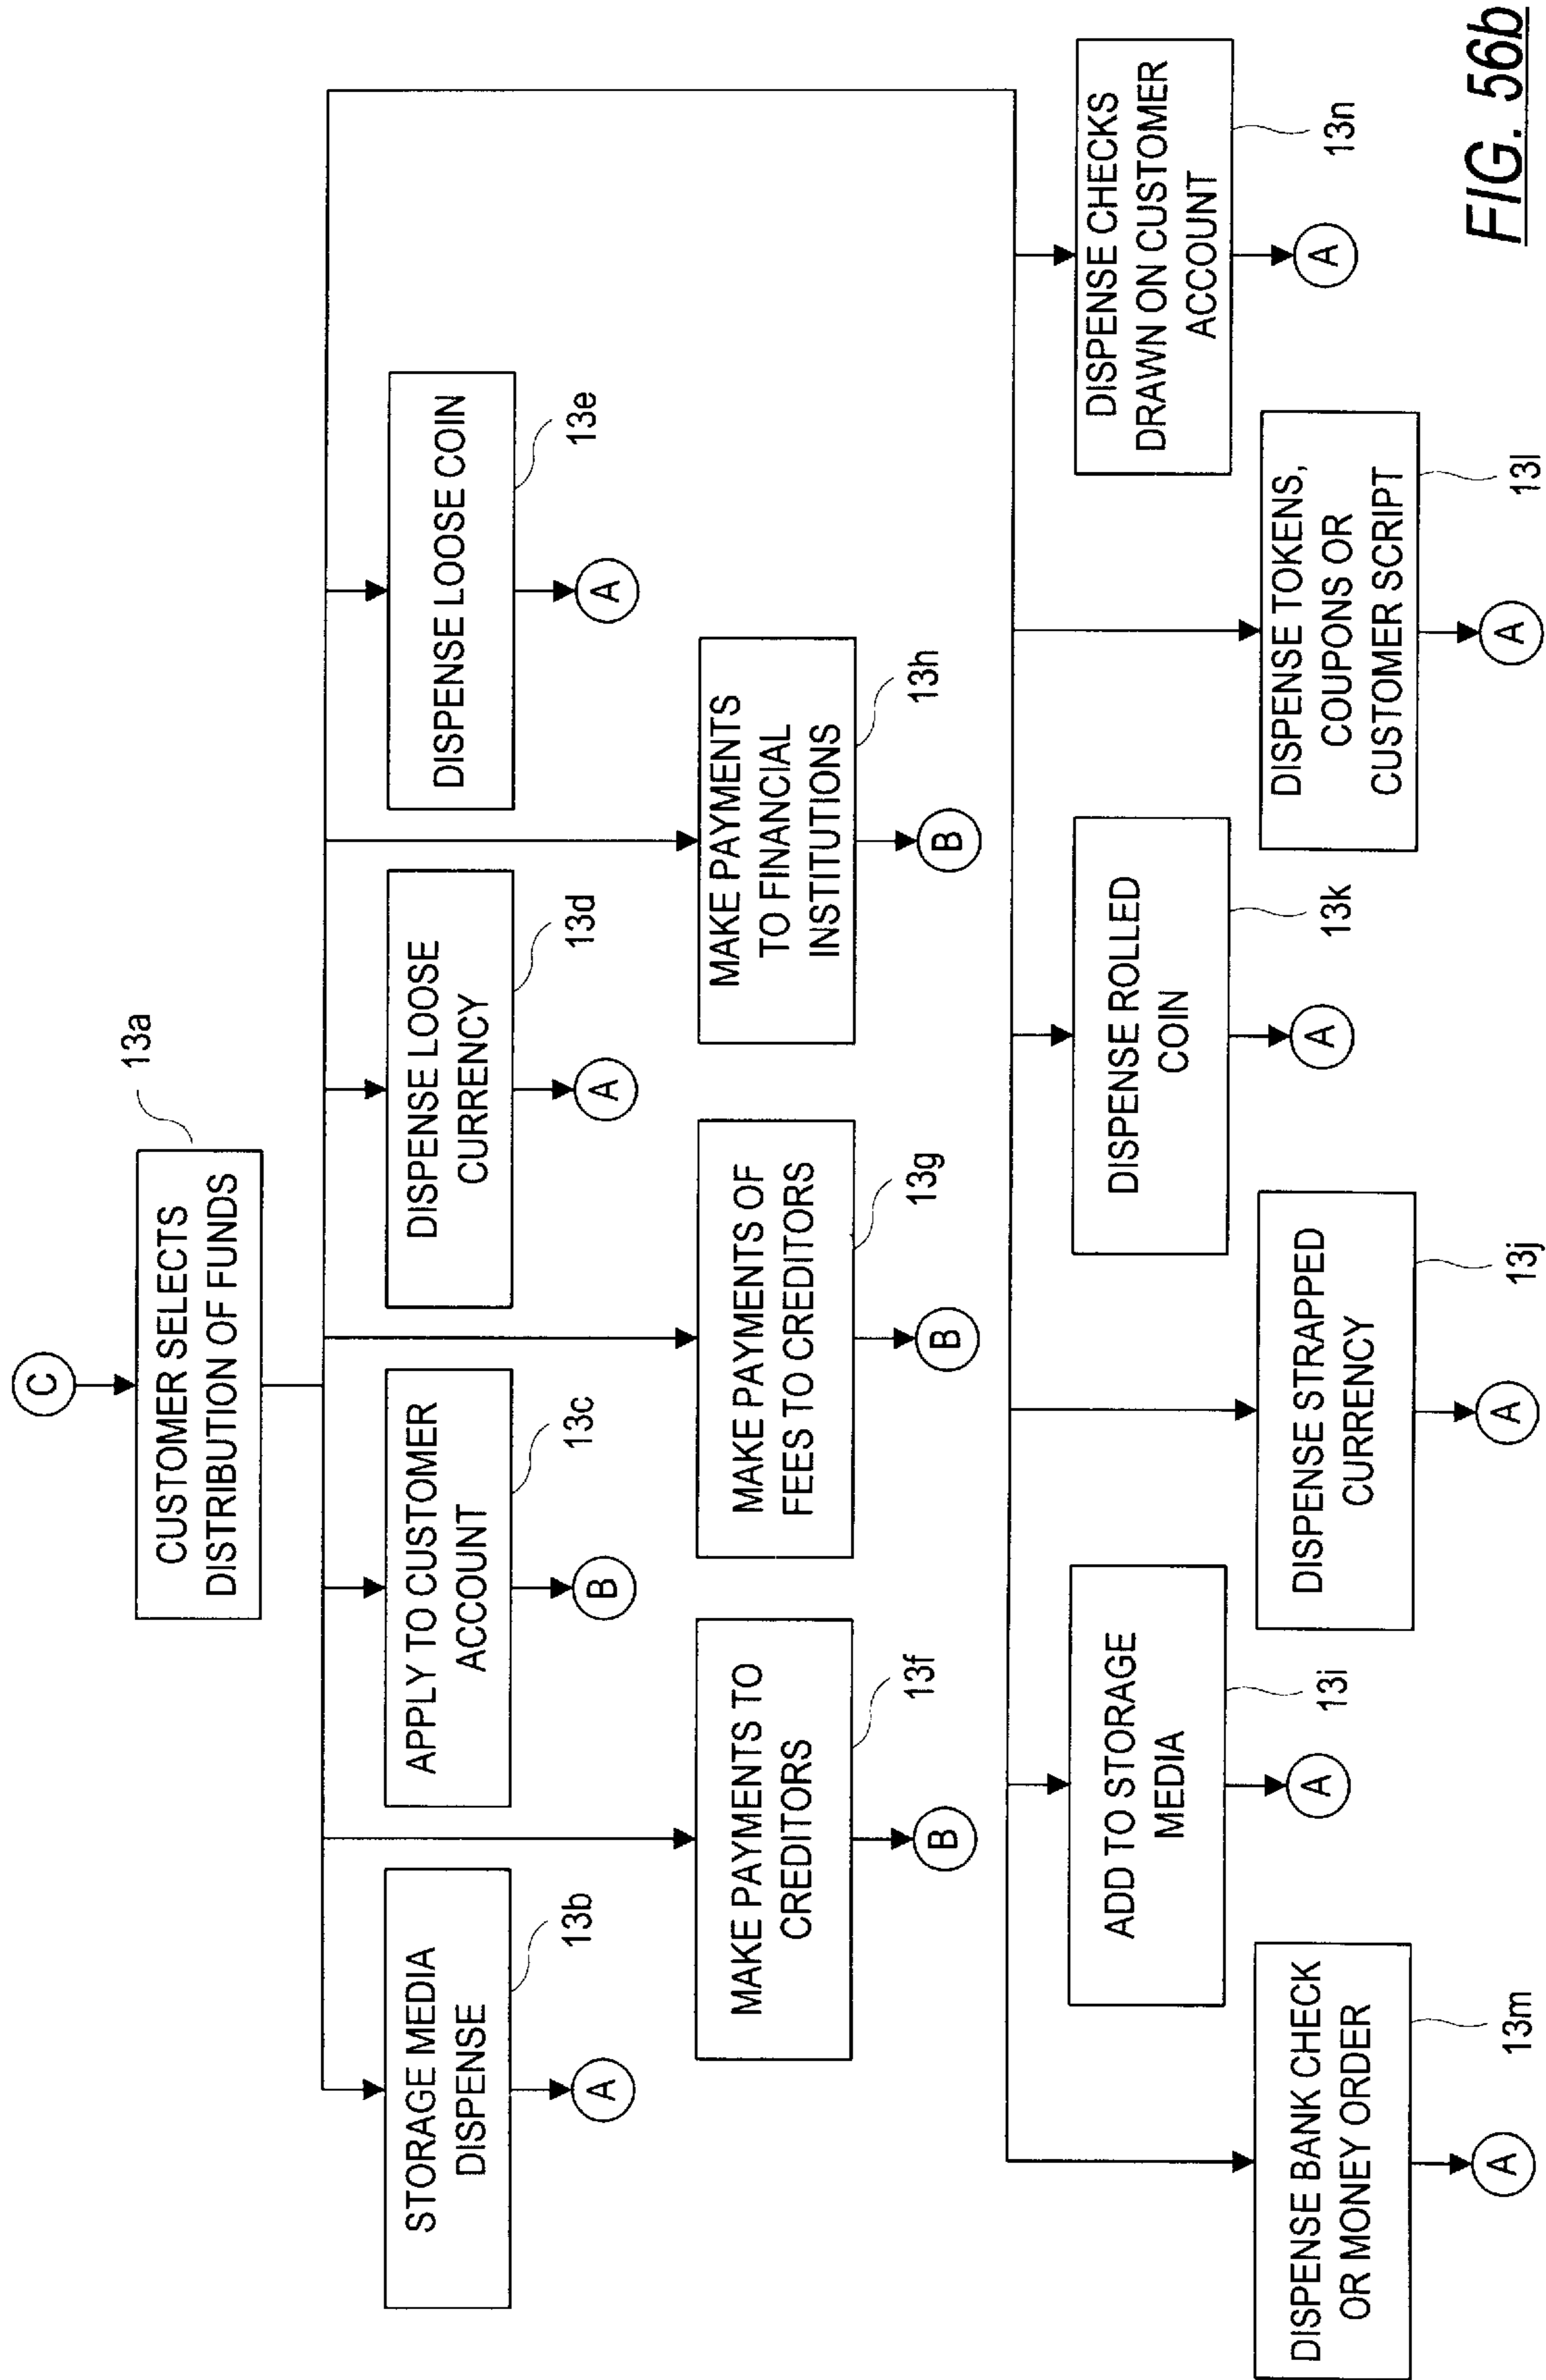 C
CUSTOMER SELECTS
DISTRIBUTION OF FUNDS
13a
STORAGE MEDIA
DISPENSE
13b
A
APPLY TO CUSTOMER
ACCOUNT
13c
B
DISPENSE LOOSE
CURRENCY
13d
A
DISPENSE LOOSE COIN
13e
A
MAKE PAYMENTS TO
CREDITORS
13f
B
MAKE PAYMENTS OF
FEES TO CREDITORS
13g
B
MAKE PAYMENTS
TO FINANCIAL
INSTITUTIONS
13h
B
ADD TO STORAGE
MEDIA
13i
A
DISPENSE ROLLED
COIN
13k
A
DISPENSE CHECKS
DRAWN ON CUSTOMER
ACCOUNT
13n
A
DISPENSE BANK CHECK
OR MONEY ORDER
13m
A
DISPENSE STRAPPED
CURRENCY
13j
A
DISPENSE TOKENS,
COUPONS OR
CUSTOMER SCRIPT
13l
A
FIG. 56b